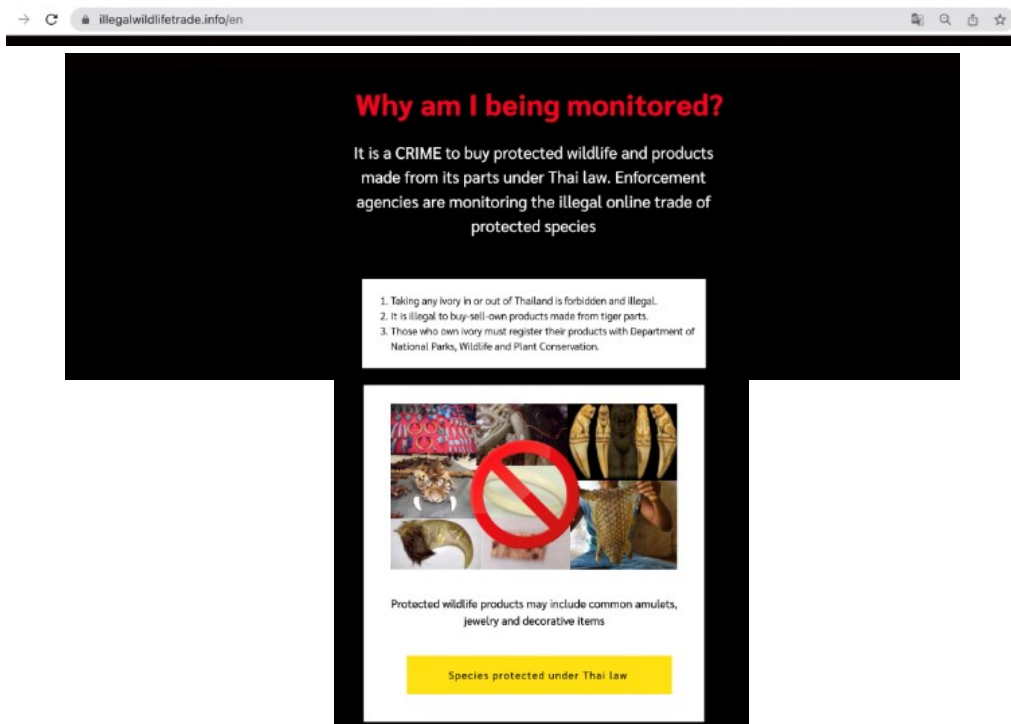 illegalwildlifetrade.info/en
Why am I being monitored?
It is a CRIME to buy protected wildlife and products
made from its parts under Thai law. Enforcement
agencies are monitoring the illegal online trade of
protected species
1. Taking any ivory in or out of Thailand is forbidden and illegal.
2. It is illegal to buy-sell-own products made from tiger parts.
3. Those who own ivory must register their products with Department of
National Parks, Wildlife and Plant Conservation.
Protected wildlife products may include common amulets,
jewelry and decorative items
Species protected under Thai law